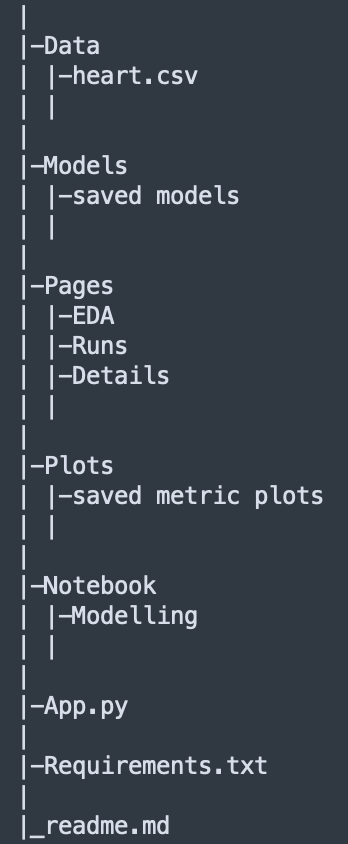 |
|-Data
| |-heart.csv
| |
|
|-Models
| |-saved models
| |
|
|-Pages
| |-EDA
| |-Runs
| |-Details
| |
|
|-Plots
| |-saved metric plots
| |
|
|-Notebook
| |-Modelling
| |
|
|-App.py
|
|-Requirements.txt
|
|_readme.md